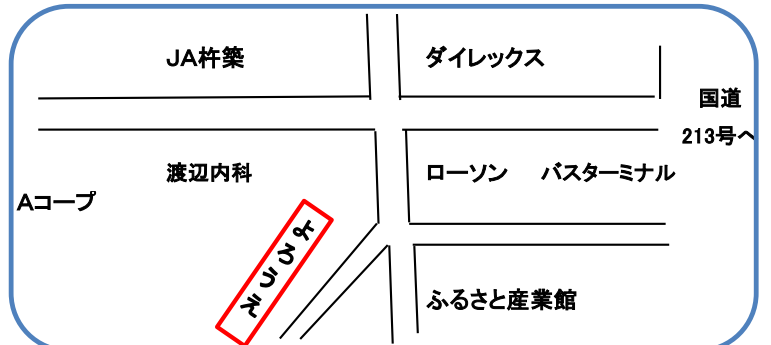 JA杵築
ダイレックス
国道
213号へ
渡辺内科
ローソン
バスターミナル
Aコープ
よろうえ
ふるさと産業館